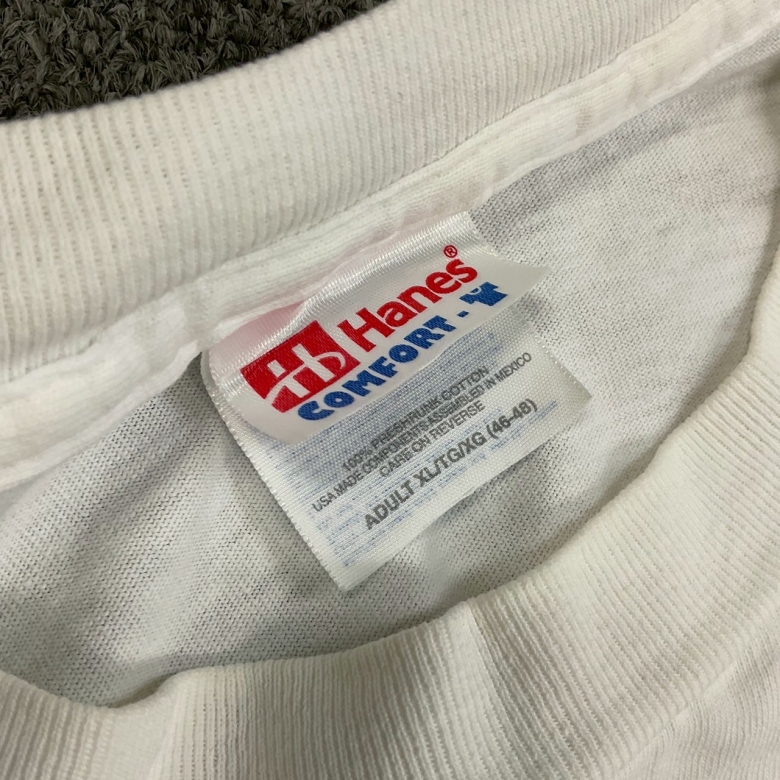 Hanes®
COMFORT-T
100% PRESHRUNK COTTON
USA MADE COMPONENTS ASSEMBLED IN MEXICO
CARE ON REVERSE
ADULT XL/TG/XG (46-48)